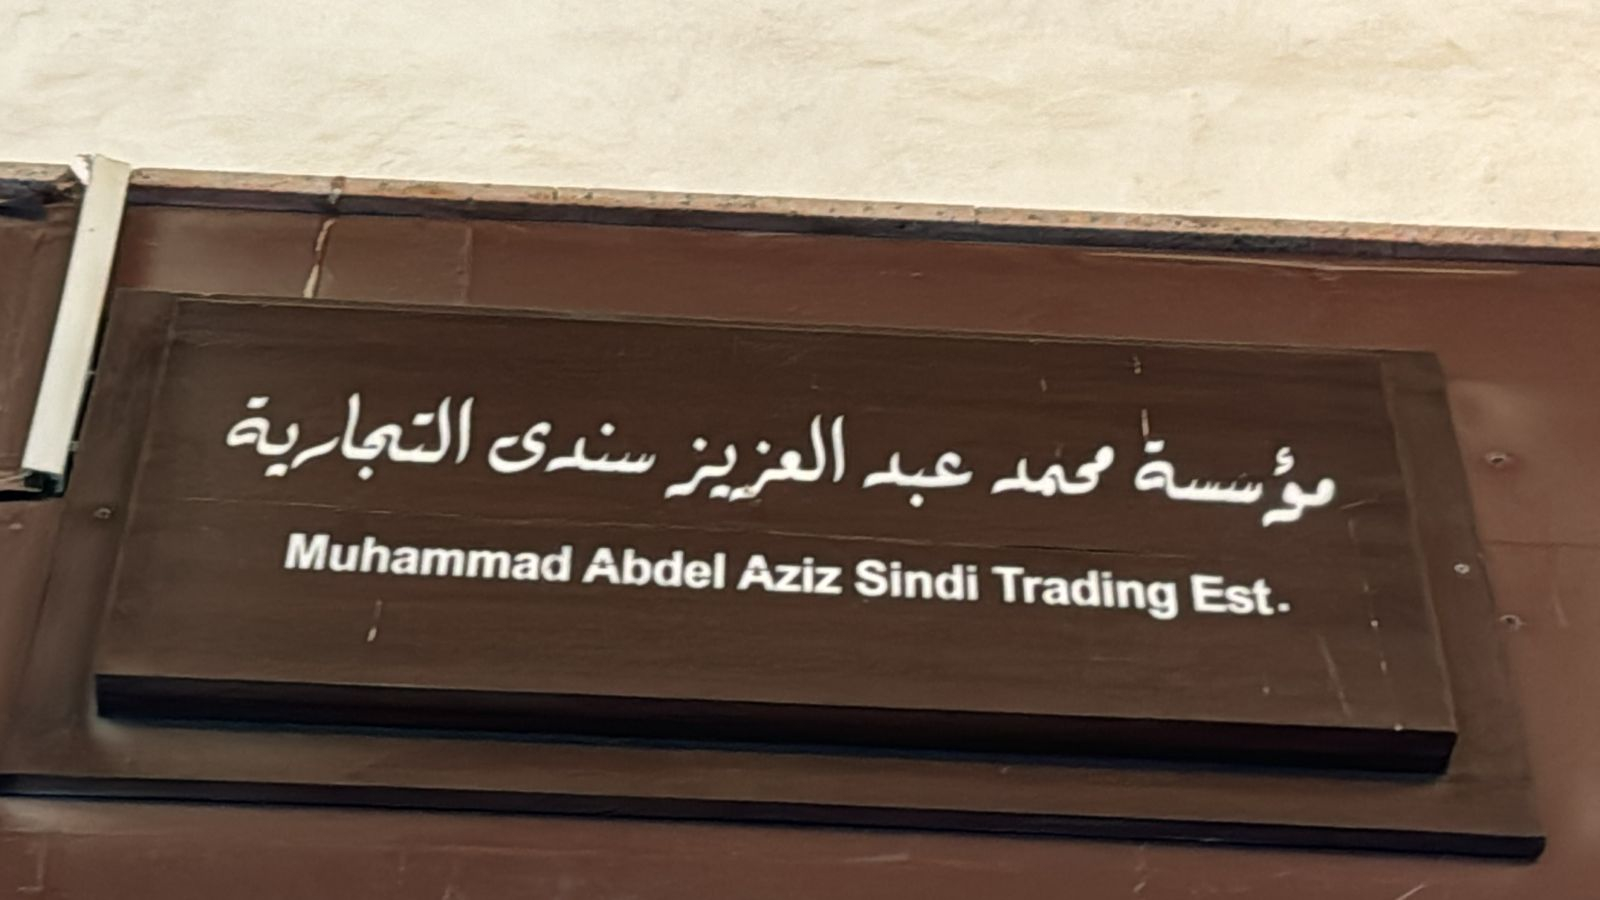 مؤسسة محمد عبد العزيز سندى التجارية
Muhammad Abdel Aziz Sindi Trading Est.